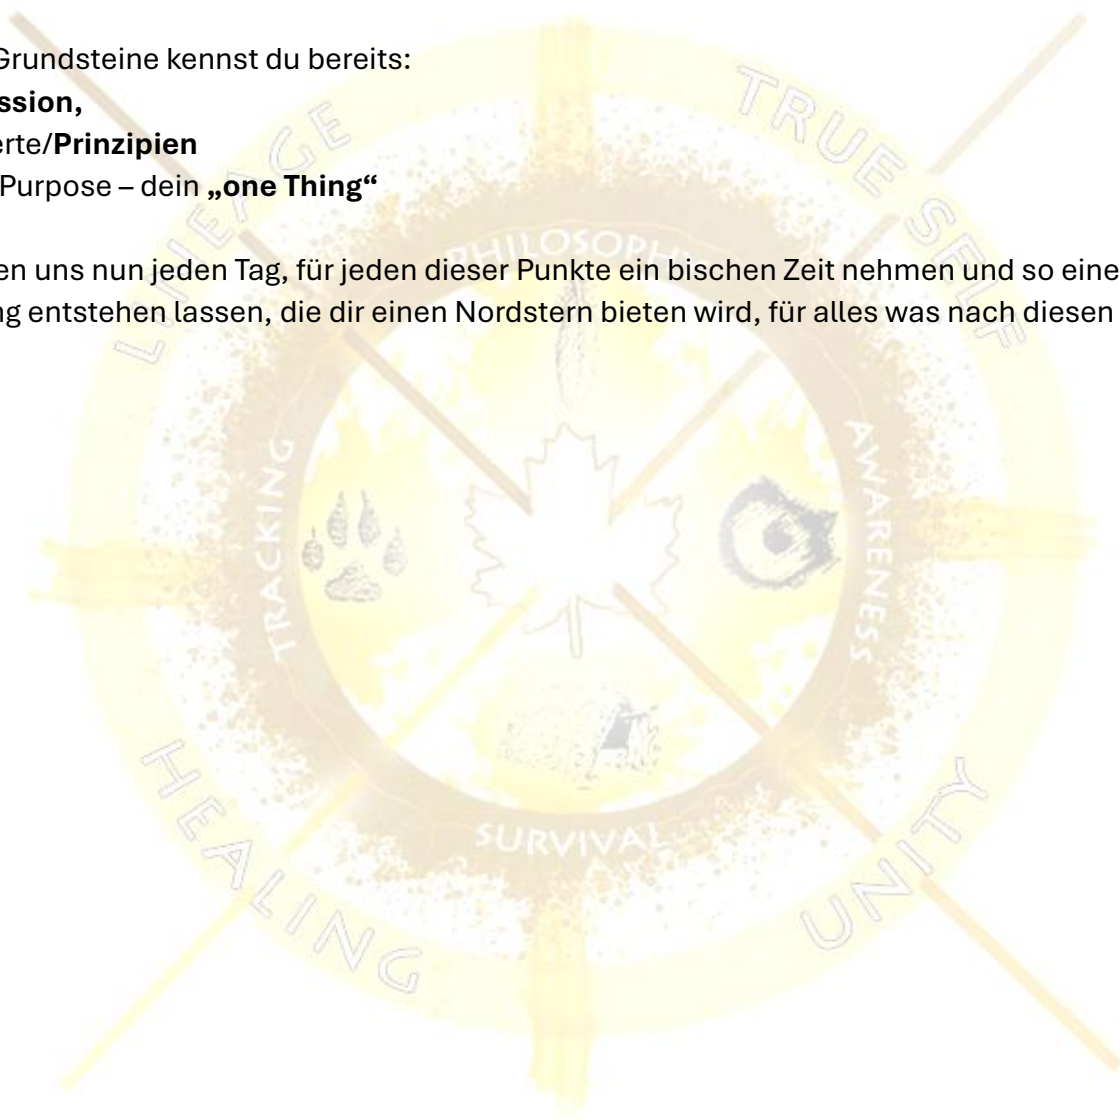 Grundsteine kennst du bereits:
ssion,
erte/Prinzipien
Purpose – dein „one Thing“
en uns nun jeden Tag, für jeden dieser Punkte ein bischen Zeit nehmen und so eine
ng entstehen lassen, die dir einen Nordstern bieten wird, für alles was nach diesen
LINEAGE
TRUE SELF
PHILOSOPHY
TRACKING
AWARENESS
SURVIVAL
HEALING
UNITY